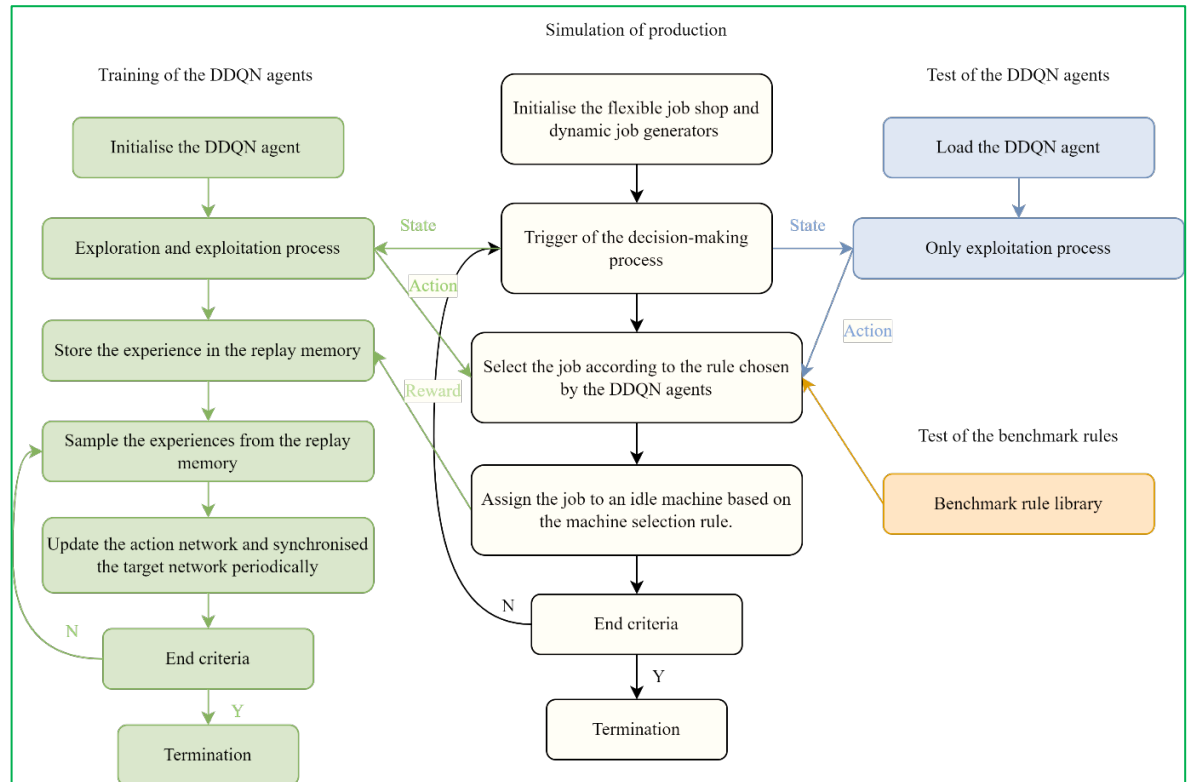 Simulation of production
Training of the DDQN agents
Test of the DDQN agents
Initialise the flexible job shop and
dynamic job generators
Initialise the DDQN agent
Load the DDQN agent
State
State
Exploration and exploitation process
Trigger of the decision-making
process
Only exploitation process
Action
Action
Store the experience in the replay memory
Select the job according to the rule chosen
by the DDQN agents
Reward
Sample the experiences from the replay
memory
Test of the benchmark rules
Assign the job to an idle machine based on
the machine selection rule.
Benchmark rule library
Update the action network and synchronised
the target network periodically
N
End criteria
N
End criteria
Y
Y
Termination
Termination